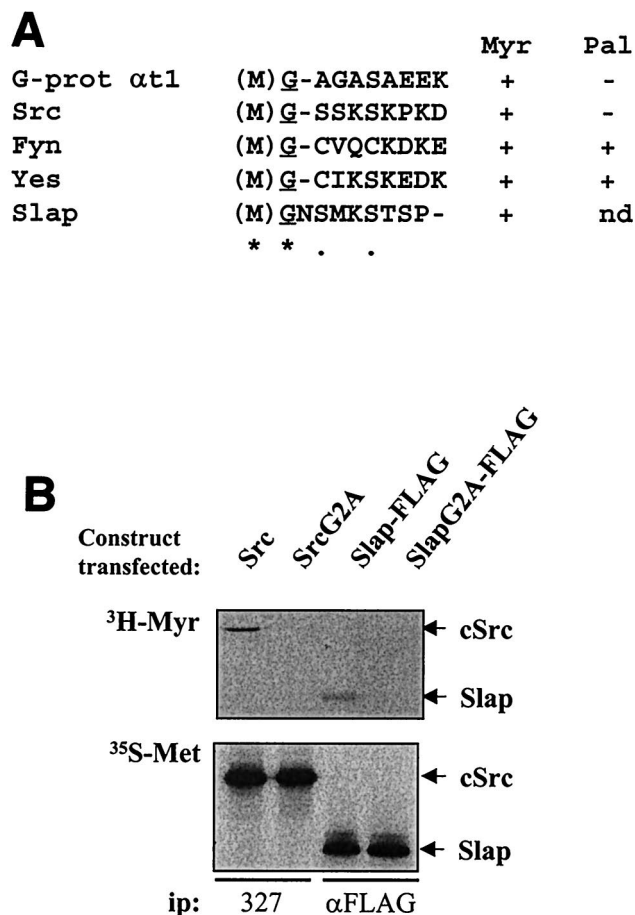 A
Myr Pal
G-prot αt1 (M)G-AGASAEEK + -
Src (M)G-SSKSKPKD + -
Fyn (M)G-CVQCKDKE + +
Yes (M)G-CIKSKEDK + +
Slap (M)GNSMKSTSP- + nd
* * . .
B
Construct
transfected:
Src
SrcG2A
Slap-FLAG
SlapG2A-FLAG
³H-Myr
cSrc
Slap
³⁵S-Met
cSrc
Slap
ip: 327 αFLAG